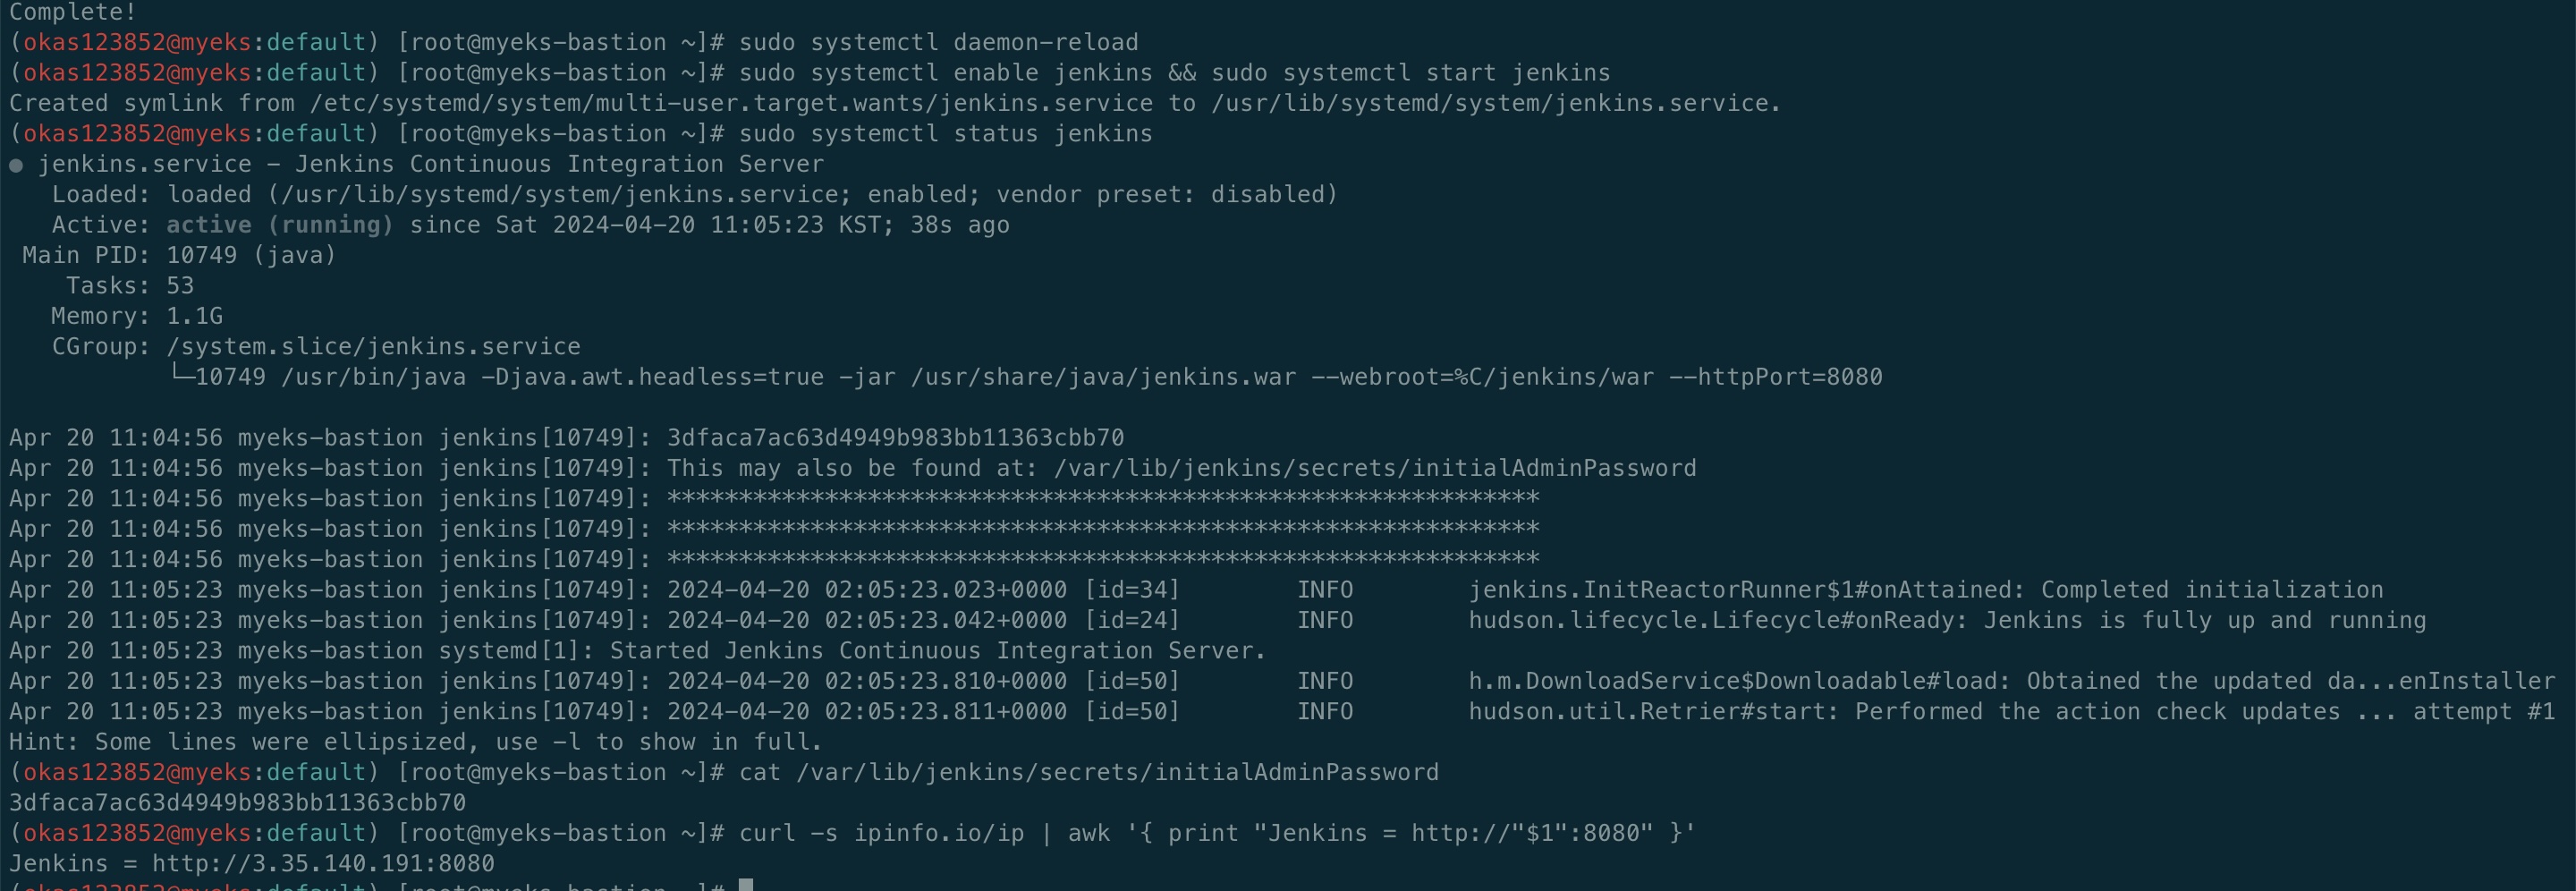 Complete!
(okas123852@myeks:default) [root@myeks-bastion ~]# sudo systemctl daemon-reload
(okas123852@myeks:default) [root@myeks-bastion ~]# sudo systemctl enable jenkins && sudo systemctl start jenkins
Created symlink from /etc/systemd/system/multi-user.target.wants/jenkins.service to /usr/lib/systemd/system/jenkins.service.
(okas123852@myeks:default) [root@myeks-bastion ~]# sudo systemctl status jenkins
● jenkins.service - Jenkins Continuous Integration Server
   Loaded: loaded (/usr/lib/systemd/system/jenkins.service; enabled; vendor preset: disabled)
   Active: active (running) since Sat 2024-04-20 11:05:23 KST; 38s ago
 Main PID: 10749 (java)
    Tasks: 53
   Memory: 1.1G
   CGroup: /system.slice/jenkins.service
           └─10749 /usr/bin/java -Djava.awt.headless=true -jar /usr/share/java/jenkins.war --webroot=%C/jenkins/war --httpPort=8080
Apr 20 11:04:56 myeks-bastion jenkins[10749]: 3dfaca7ac63d4949b983bb11363cbb70
Apr 20 11:04:56 myeks-bastion jenkins[10749]: This may also be found at: /var/lib/jenkins/secrets/initialAdminPassword
Apr 20 11:04:56 myeks-bastion jenkins[10749]: *************************************************************
Apr 20 11:04:56 myeks-bastion jenkins[10749]: *************************************************************
Apr 20 11:04:56 myeks-bastion jenkins[10749]: *************************************************************
Apr 20 11:05:23 myeks-bastion jenkins[10749]: 2024-04-20 02:05:23.023+0000 [id=34]        INFO        jenkins.InitReactorRunner$1#onAttained: Completed initialization
Apr 20 11:05:23 myeks-bastion jenkins[10749]: 2024-04-20 02:05:23.042+0000 [id=24]        INFO        hudson.lifecycle.Lifecycle#onReady: Jenkins is fully up and running
Apr 20 11:05:23 myeks-bastion systemd[1]: Started Jenkins Continuous Integration Server.
Apr 20 11:05:23 myeks-bastion jenkins[10749]: 2024-04-20 02:05:23.810+0000 [id=50]        INFO        h.m.DownloadService$Downloadable#load: Obtained the updated da...enInstaller
Apr 20 11:05:23 myeks-bastion jenkins[10749]: 2024-04-20 02:05:23.811+0000 [id=50]        INFO        hudson.util.Retrier#start: Performed the action check updates ... attempt #1
Hint: Some lines were ellipsized, use -l to show in full.
(okas123852@myeks:default) [root@myeks-bastion ~]# cat /var/lib/jenkins/secrets/initialAdminPassword
3dfaca7ac63d4949b983bb11363cbb70
(okas123852@myeks:default) [root@myeks-bastion ~]# curl -s ipinfo.io/ip | awk '{ print "Jenkins = http://"$1":8080" }'
Jenkins = http://3.35.140.191:8080
(okas123852@myeks:default) [root@myeks-bastion ~]#